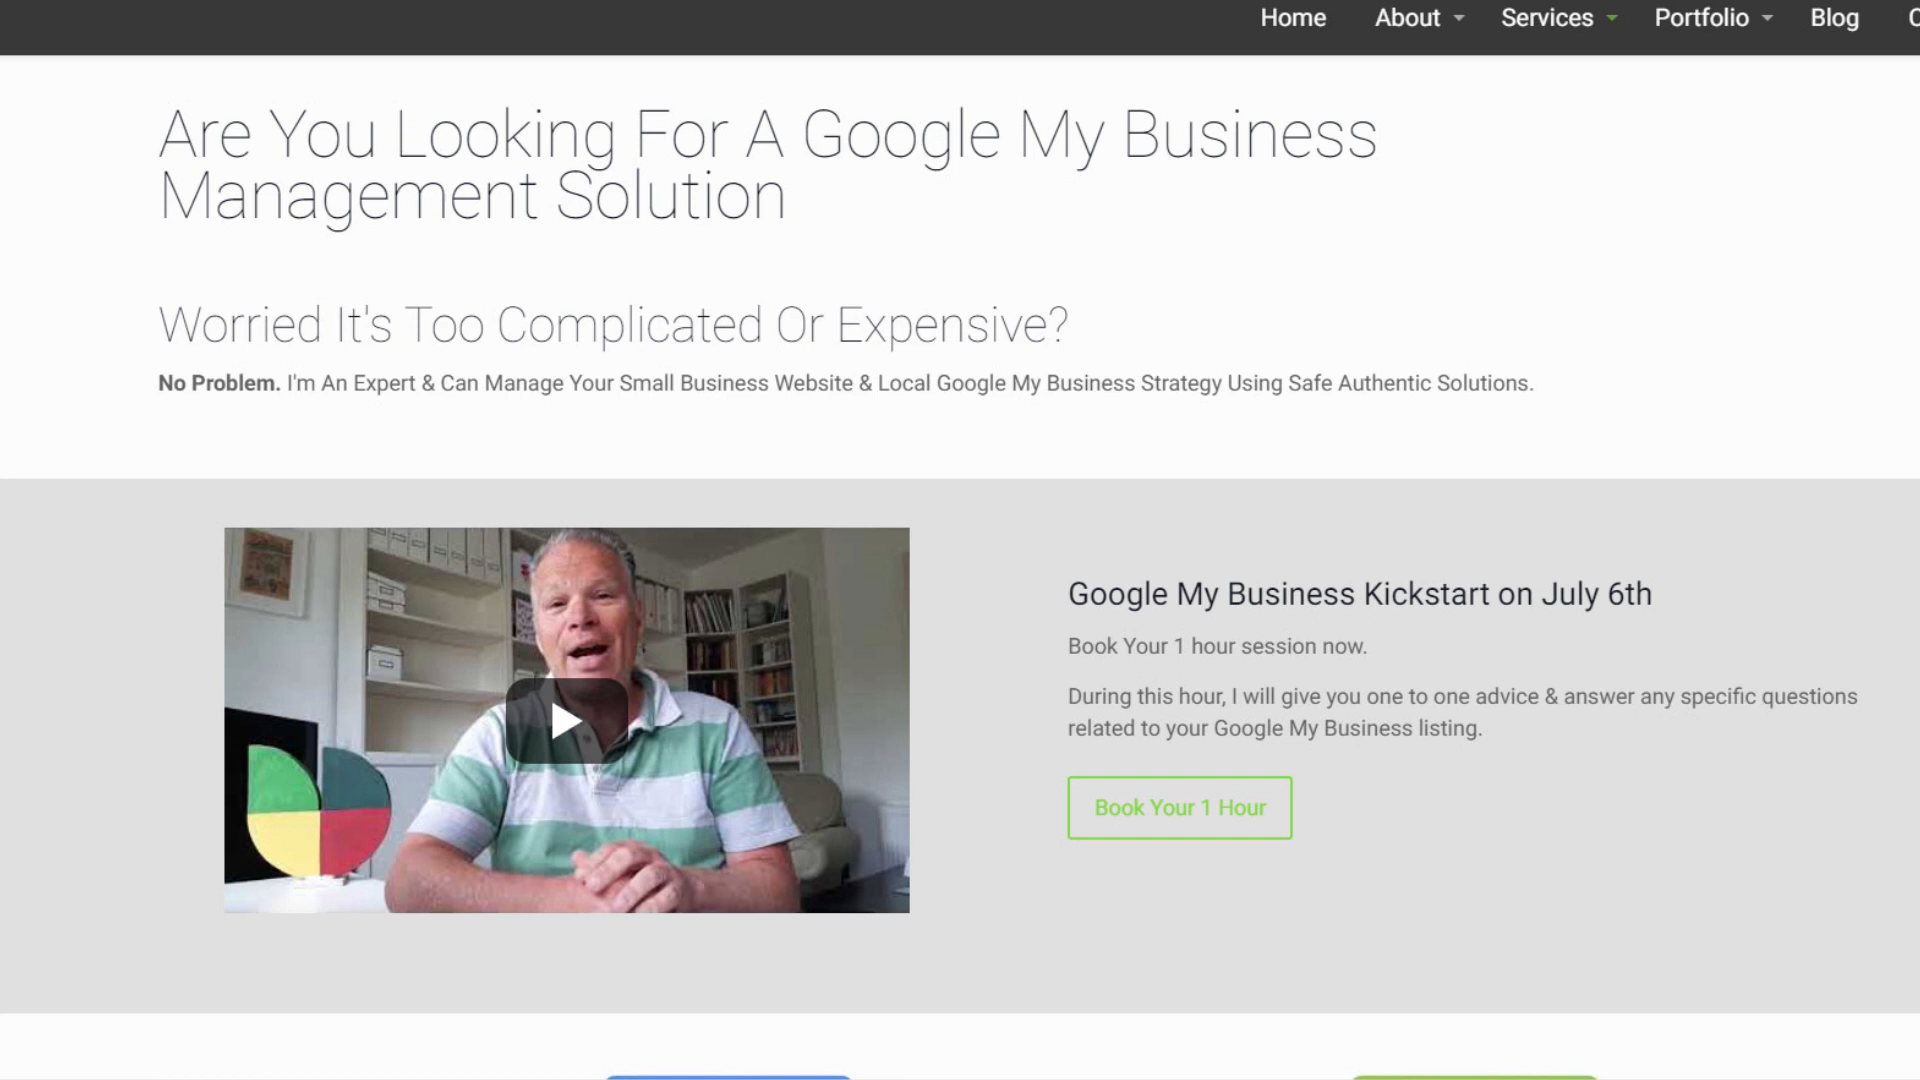 Home About Services Portfolio Blog
Are You Looking For A Google My Business
Management Solution
Worried It's Too Complicated Or Expensive?
No Problem. I'm An Expert & Can Manage Your Small Business Website & Local Google My Business Strategy Using Safe Authentic Solutions.
Google My Business Kickstart on July 6th
Book Your 1 hour session now.
During this hour, I will give you one to one advice & answer any specific questions
related to your Google My Business listing.
Book Your 1 Hour